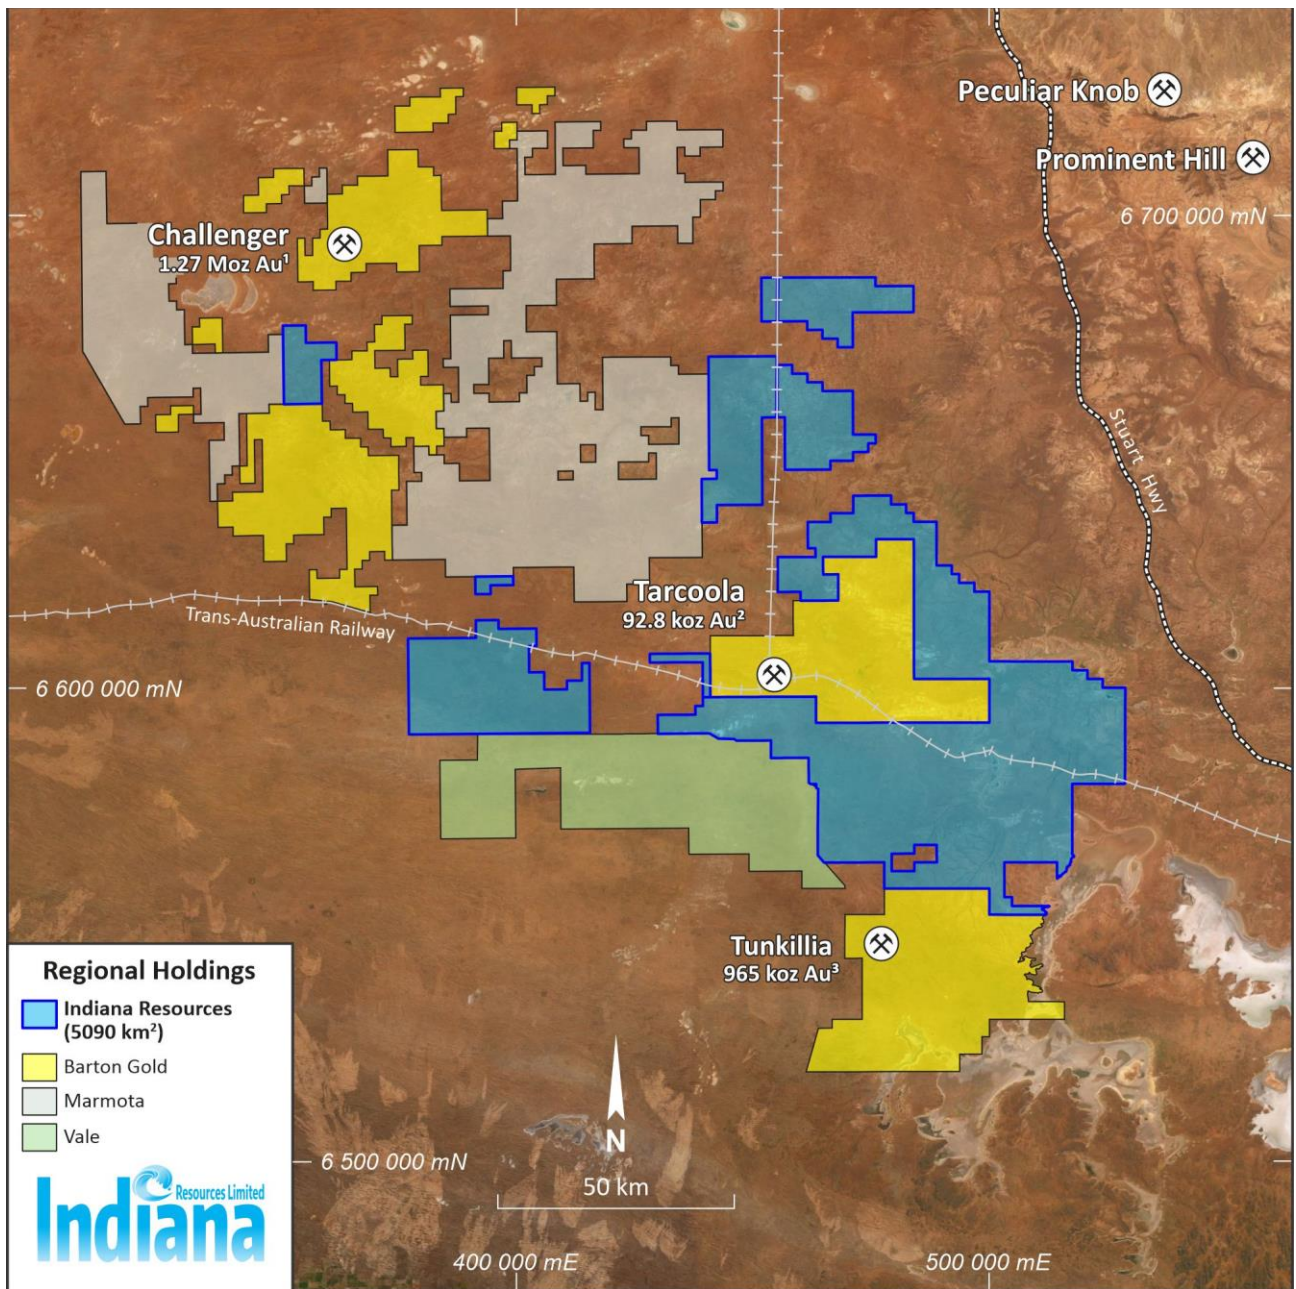 Peculiar Knob
Prominent Hill
6 700 000 mN
Challenger
1.27 Moz Au¹
Stuart Hwy
Tarcoola
92.8 koz Au²
Trans-Australian Railway
6 600 000 mN
Tunkillia
965 koz Au³
Regional Holdings
Indiana Resources
(5090 km²)
Barton Gold
Marmota
Vale
Resources Limited
Indiana
N
6 500 000 mN
50 km
400 000 mE
500 000 mE